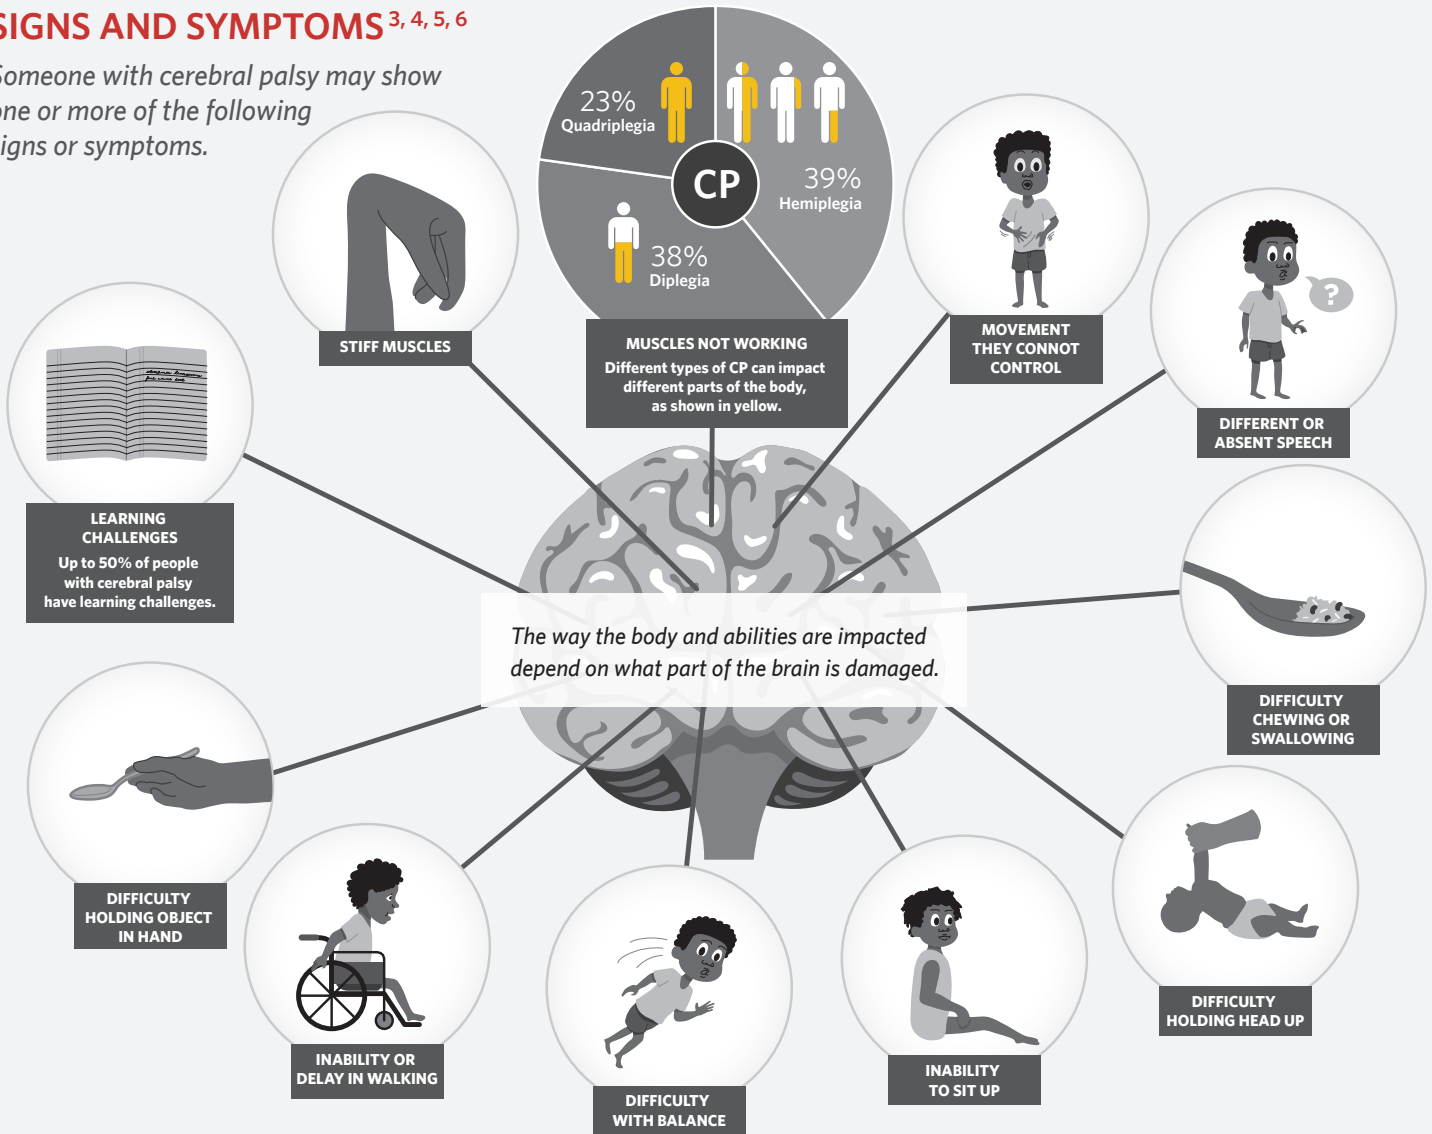 SIGNS AND SYMPTOMS 3, 4, 5, 6
Someone with cerebral palsy may show
one or more of the following
signs or symptoms.
23%
Quadriplegia
CP
39%
Hemiplegia
38%
Diplegia
MUSCLES NOT WORKING
Different types of CP can impact
different parts of the body,
as shown in yellow.
STIFF MUSCLES
MOVEMENT
THEY CONNOT
CONTROL
?
DIFFERENT OR
ABSENT SPEECH
LEARNING
CHALLENGES
Up to 50% of people
with cerebral palsy
have learning challenges.
The way the body and abilities are impacted
depend on what part of the brain is damaged.
DIFFICULTY
CHEWING OR
SWALLOWING
DIFFICULTY
HOLDING OBJECT
IN HAND
DIFFICULTY
HOLDING HEAD UP
INABILITY OR
DELAY IN WALKING
INABILITY
TO SIT UP
DIFFICULTY
WITH BALANCE